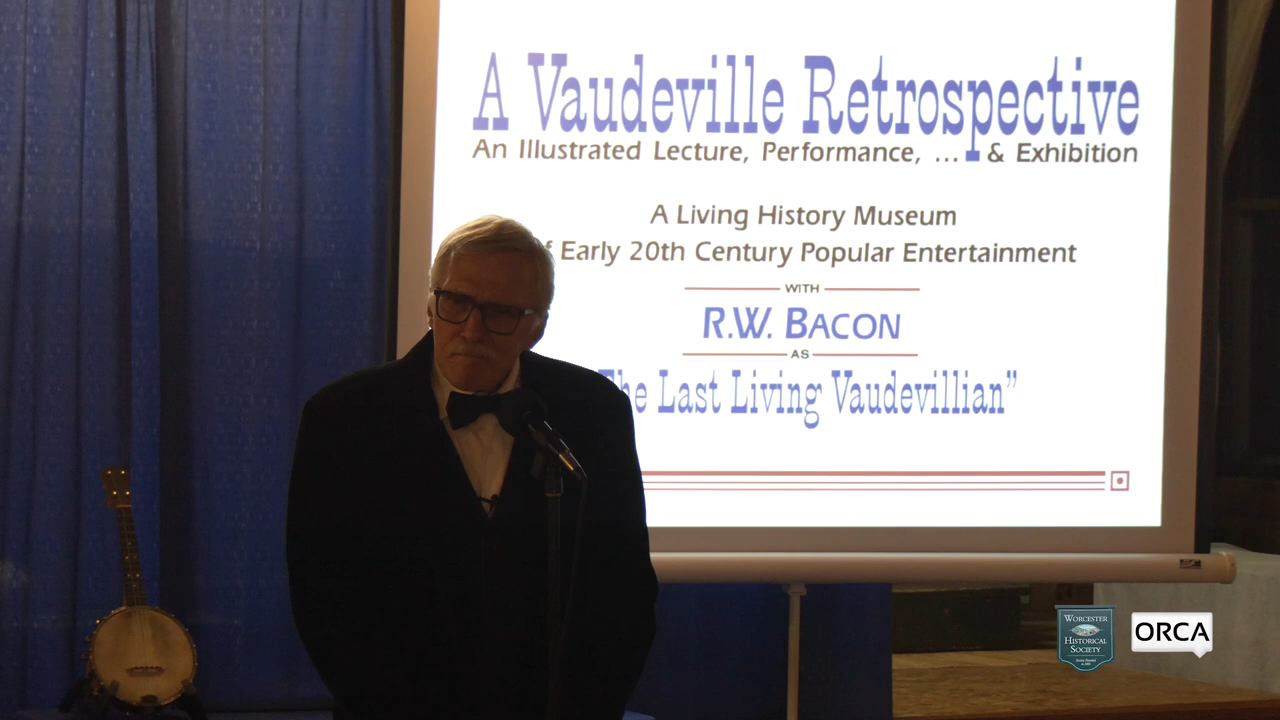 A Vaudeville Retrospective
An Illustrated Lecture, Performance, ... & Exhibition
A Living History Museum
f Early 20th Century Popular Entertainment
WITH
R.W. BACON
AS
he Last Living Vaudevillian”
WORCESTER
HISTORICAL
SOCIETY
ORCA